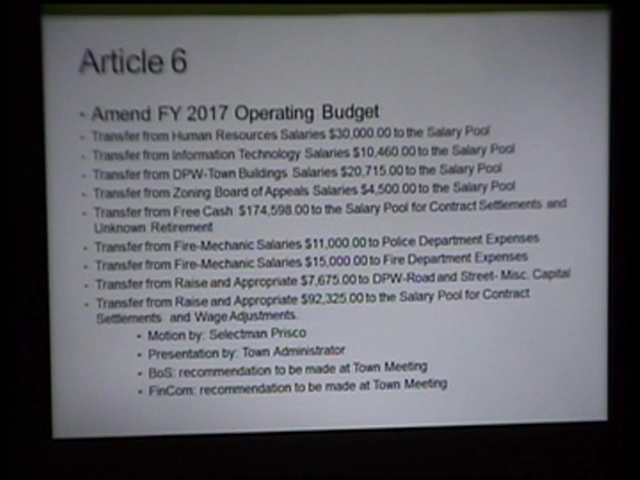 Article 6
• Amend FY 2017 Operating Budget
• Transfer from Human Resources Salaries $30,000.00 to the Salary Pool
• Transfer from Information Technology Salaries $10,460.00 to the Salary Pool
• Transfer from DPW-Town Buildings Salaries $20,715.00 to the Salary Pool
• Transfer from Zoning Board of Appeals Salaries $4,500.00 to the Salary Pool
• Transfer from Free Cash $174,598.00 to the Salary Pool for Contract Settlements and
Unknown Retirement
• Transfer from Fire-Mechanic Salaries $11,000.00 to Police Department Expenses
• Transfer from Fire-Mechanic Salaries $15,000.00 to Fire Department Expenses
• Transfer from Raise and Appropriate $7,675.00 to DPW-Road and Street- Misc. Capital
• Transfer from Raise and Appropriate $92,325.00 to the Salary Pool for Contract
Settlements and Wage Adjustments.
• Motion by: Selectman Prisco
• Presentation by: Town Administrator
• BoS: recommendation to be made at Town Meeting
• FinCom: recommendation to be made at Town Meeting